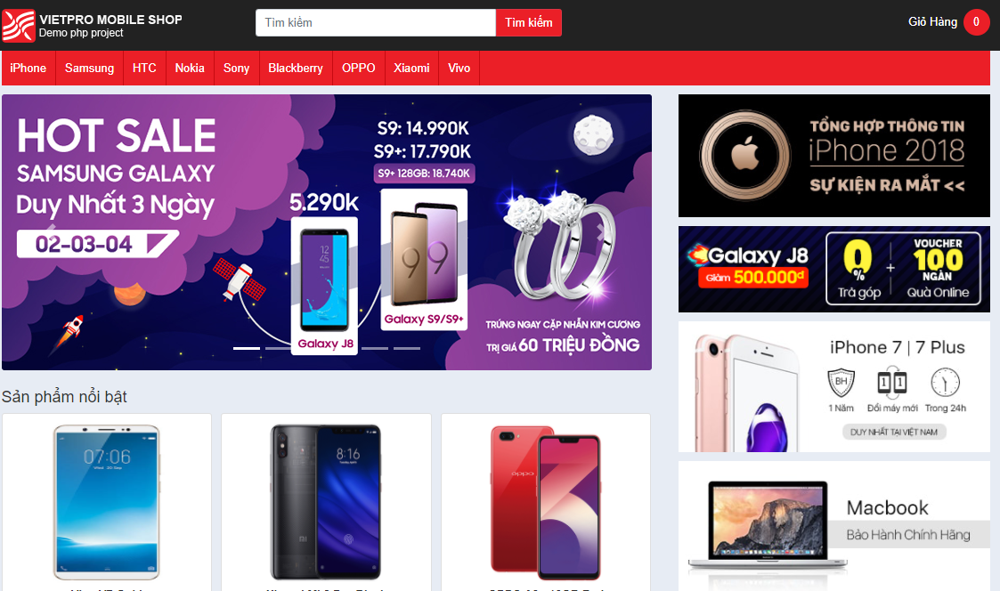 VIETPRO MOBILE SHOP
Demo php project
Tìm kiếm
Tìm kiếm
Giỏ Hàng 0
iPhone Samsung HTC Nokia Sony Blackberry OPPO Xiaomi Vivo
HOT SALE
SAMSUNG GALAXY
Duy Nhất 3 Ngày
02-03-04
5.290K
Galaxy J8
S9: 14.990K
S9+: 17.790K
S9+ 128GB: 18.740K
Galaxy S9/S9+
TRÚNG NGAY CẶP NHẪN KIM CƯƠNG
TRỊ GIÁ 60 TRIỆU ĐỒNG
TỔNG HỢP THÔNG TIN
iPhone 2018
SỰ KIỆN RA MẮT <<
Galaxy J8
Giảm 500.000đ
0%
Trả góp
+
VOUCHER
100
NGÀN
Quà Online
iPhone 7 | 7 Plus
BH
1 1
1 Năm Đổi máy mới Trong 24h
DUY NHẤT TẠI VIỆT NAM
Macbook
Bảo Hành Chính Hãng
Sản phẩm nổi bật
07:06
8:16
oppo